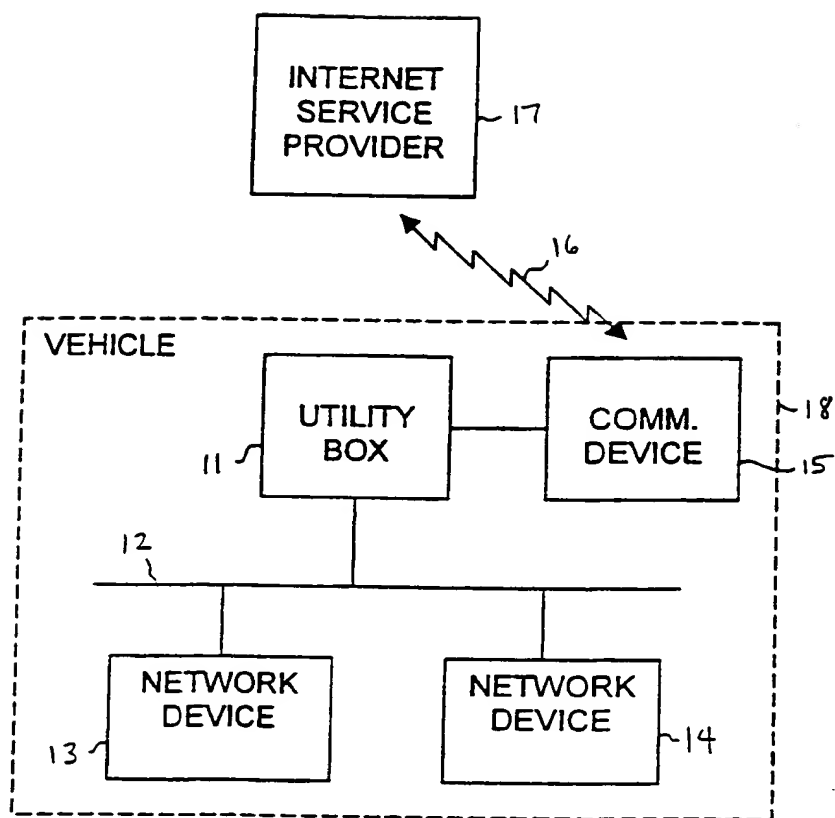 INTERNET
SERVICE
PROVIDER
17
16
VEHICLE
UTILITY
BOX
11
COMM.
DEVICE
15
18
12
NETWORK
DEVICE
13
NETWORK
DEVICE
14